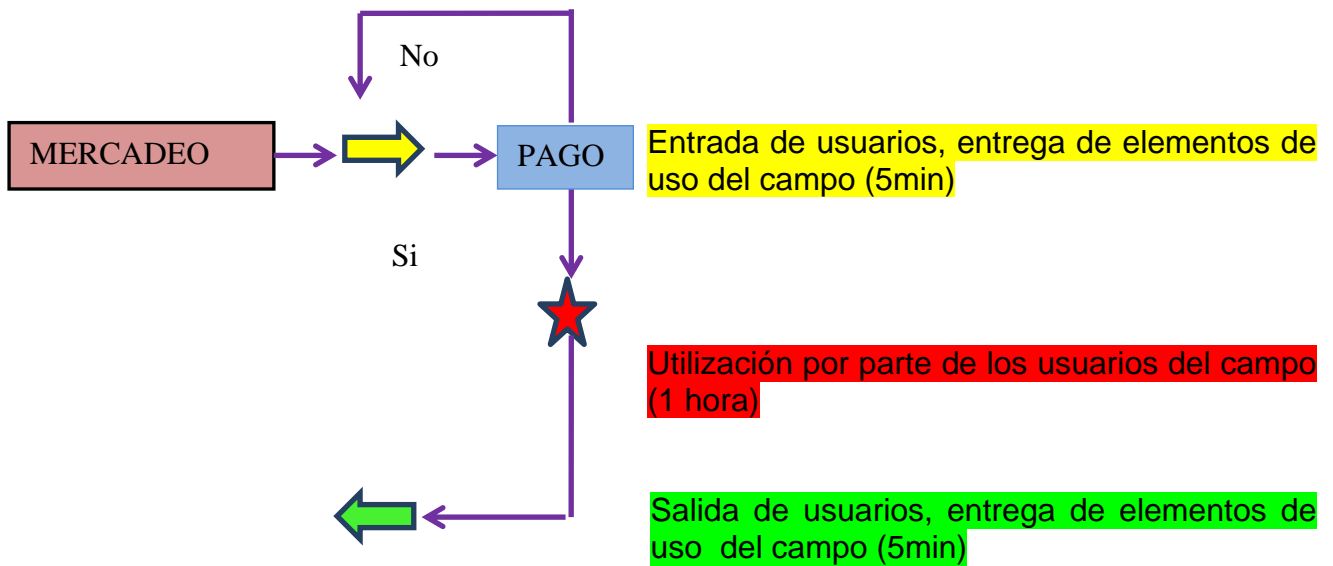 No
MERCADEO
PAGO
Entrada de usuarios, entrega de elementos de
uso del campo (5min)
Si
Utilización por parte de los usuarios del campo
(1 hora)
Salida de usuarios, entrega de elementos de
uso del campo (5min)